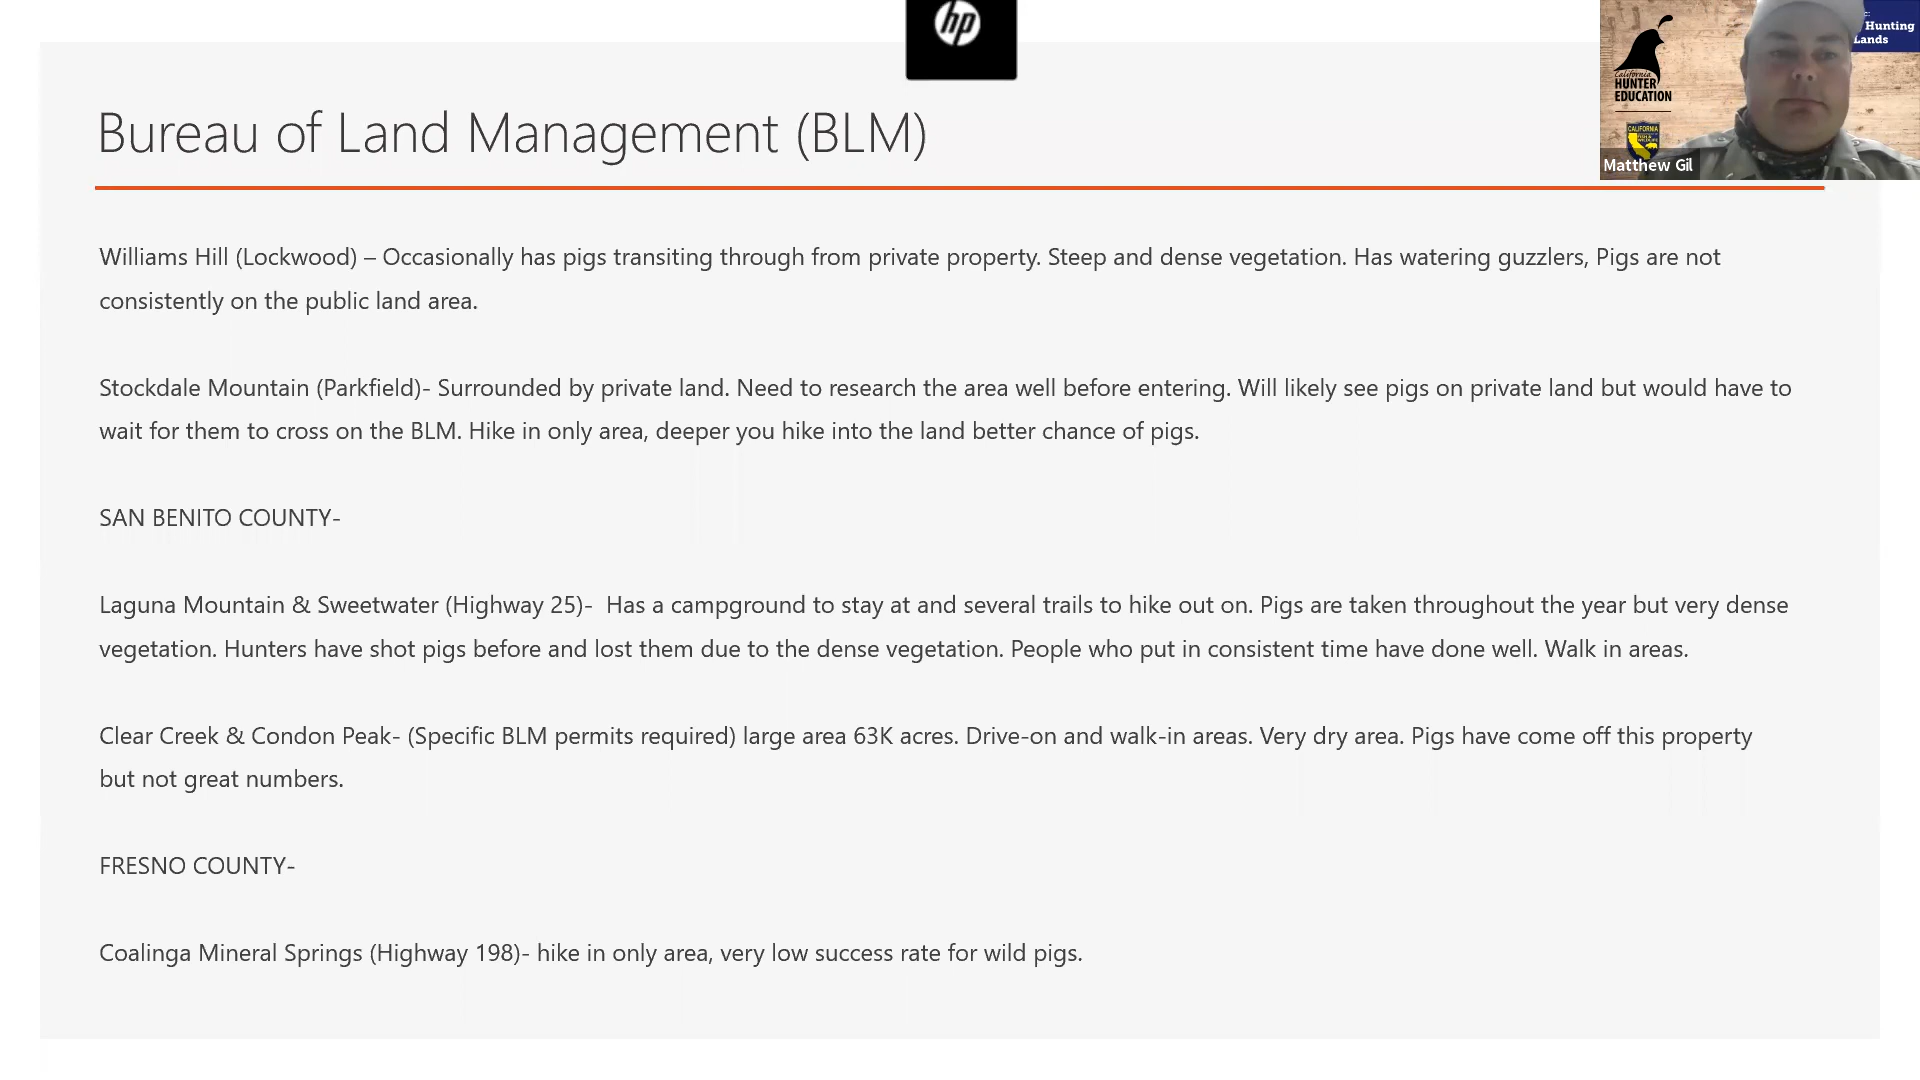 hp
Bureau of Land Management (BLM)
Hunting
Lands
California
HUNTER
EDUCATION
CALIFORNIA
Matthew Gil
Williams Hill (Lockwood) – Occasionally has pigs transiting through from private property. Steep and dense vegetation. Has watering guzzlers, Pigs are not
consistently on the public land area.
Stockdale Mountain (Parkfield)- Surrounded by private land. Need to research the area well before entering. Will likely see pigs on private land but would have to
wait for them to cross on the BLM. Hike in only area, deeper you hike into the land better chance of pigs.
SAN BENITO COUNTY-
Laguna Mountain & Sweetwater (Highway 25)-  Has a campground to stay at and several trails to hike out on. Pigs are taken throughout the year but very dense
vegetation. Hunters have shot pigs before and lost them due to the dense vegetation. People who put in consistent time have done well. Walk in areas.
Clear Creek & Condon Peak- (Specific BLM permits required) large area 63K acres. Drive-on and walk-in areas. Very dry area. Pigs have come off this property
but not great numbers.
FRESNO COUNTY-
Coalinga Mineral Springs (Highway 198)- hike in only area, very low success rate for wild pigs.